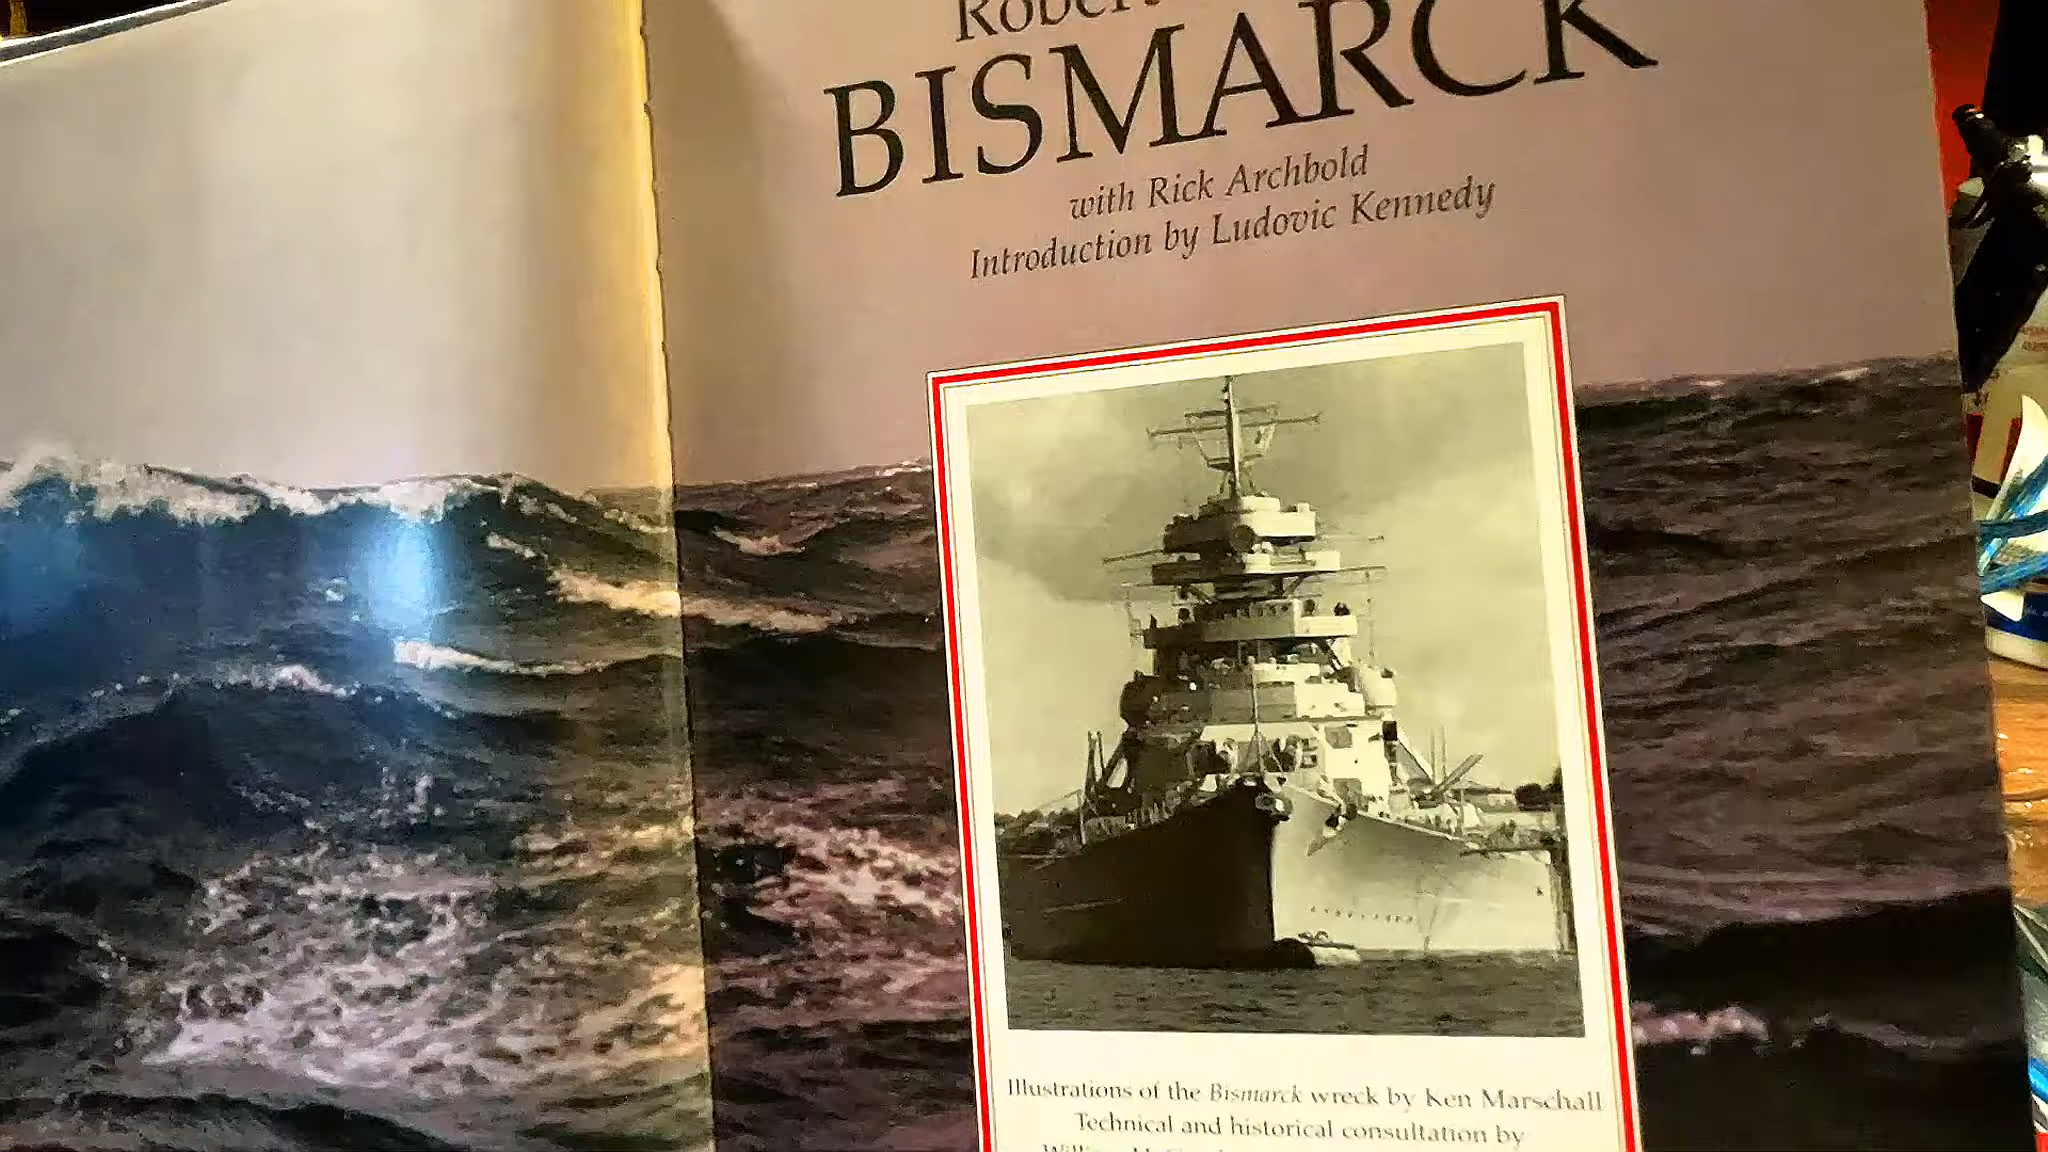 Robert
BISMARCK
with Rick Archbold
Introduction by Ludovic Kennedy
Illustrations of the Bismarck wreck by Ken Marschall
Technical and historical consultation by